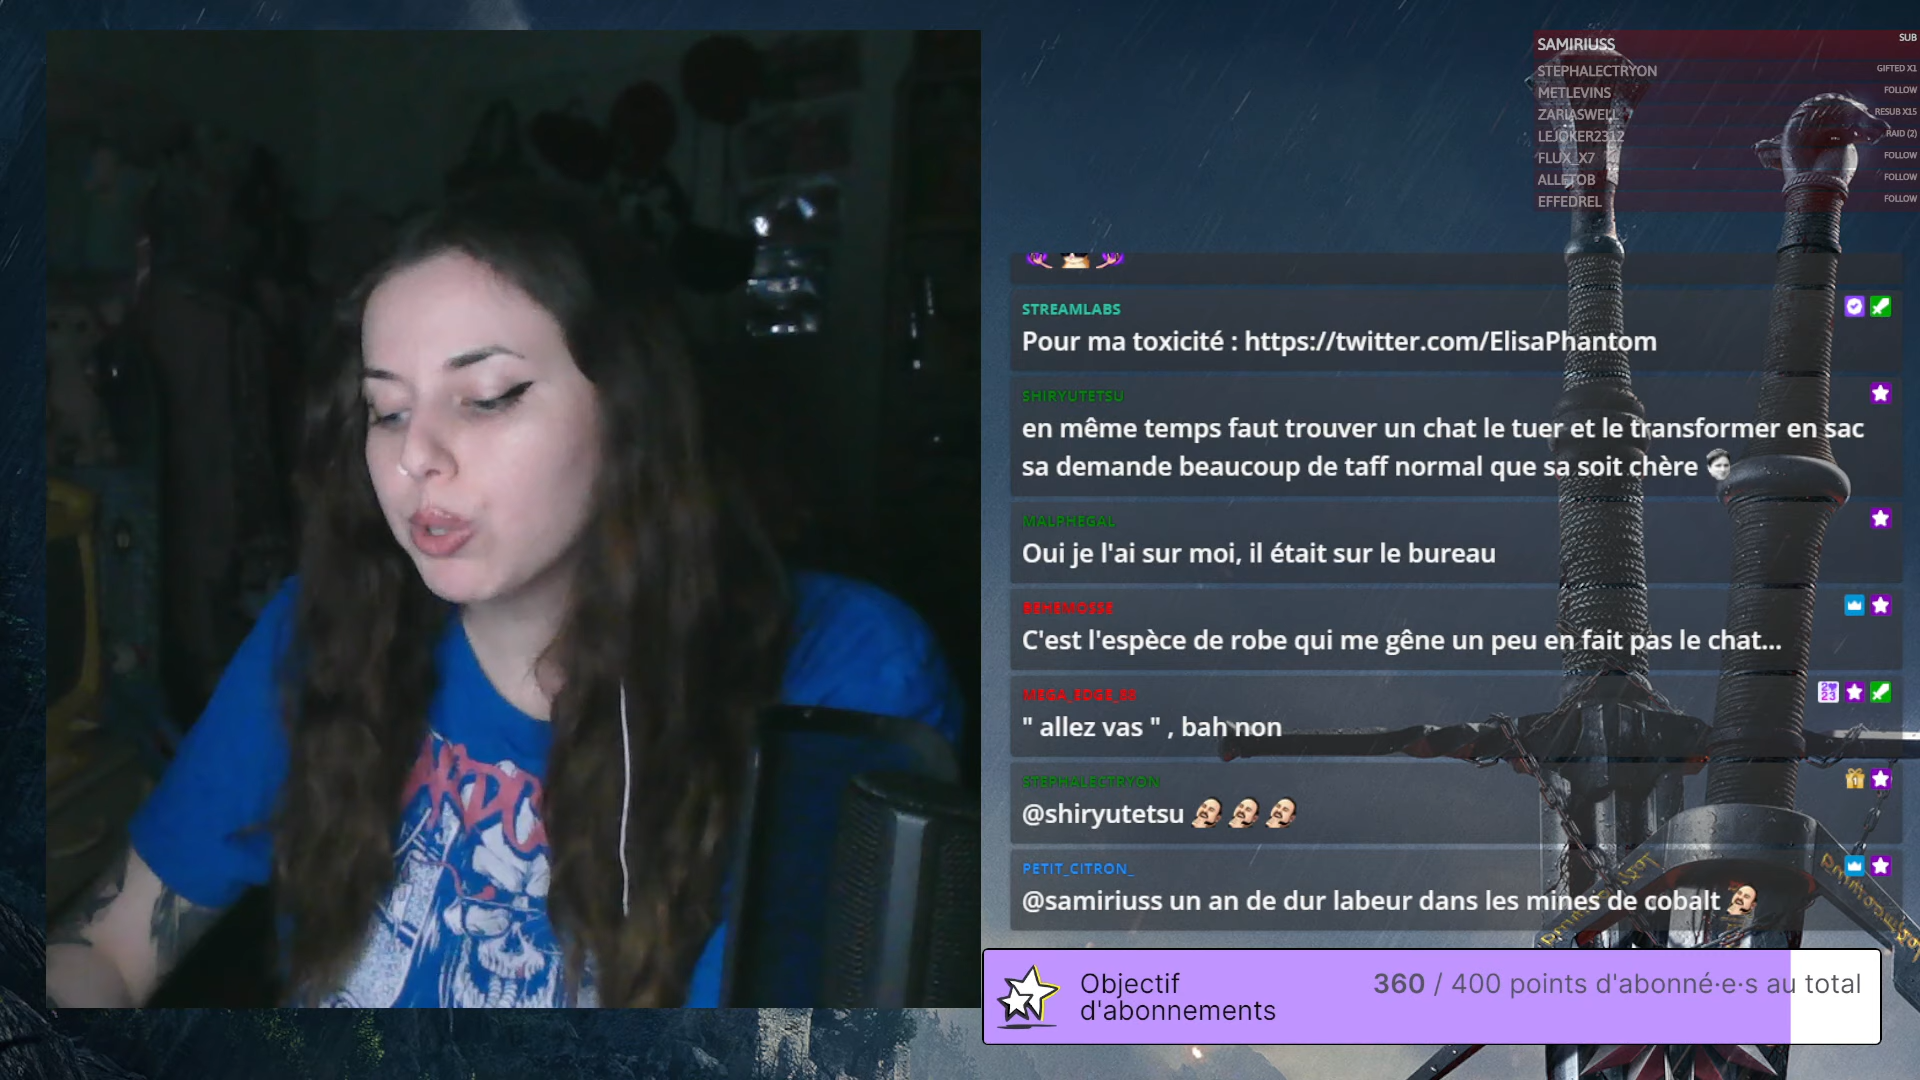 SAMIRIUSS SUB
STEPHALECTRYON GIFTED X1
METLEVINS FOLLOW
ZARIASWELL RESUB X15
LEJOKER2312 RAID (2)
FLUX_X7 FOLLOW
ALLETOB FOLLOW
EFFEDREL FOLLOW
STREAMLABS
Pour ma toxicité : https://twitter.com/ElisaPhantom
SHIRYUTETSU
en même temps faut trouver un chat le tuer et le transformer en sac
sa demande beaucoup de taff normal que sa soit chère
MALPHEGAL
Oui je l'ai sur moi, il était sur le bureau
BEHEMOSSE
C'est l'espèce de robe qui me gêne un peu en fait pas le chat...
MEGA_EDGE_88
" allez vas " , bah non
STEPHALECTRYON
@shiryutetsu
PETIT_CITRON_
@samiriuss un an de dur labeur dans les mines de cobalt
Objectif
d'abonnements
360 / 400 points d'abonné·e·s au total